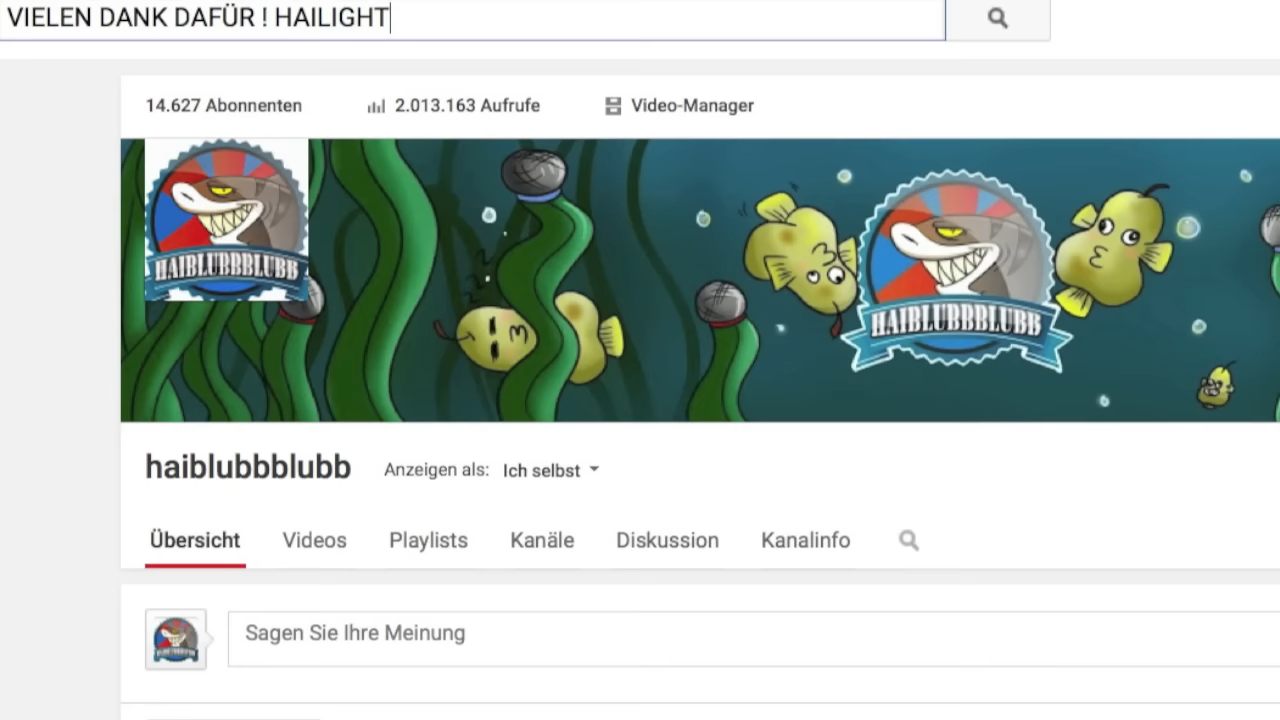 VIELEN DANK DAFÜR ! HAILIGHT
14.627 Abonnenten 2.013.163 Aufrufe Video-Manager
HAIBLUBBBLUBB
HAIBLUBBBLUBB
haiblubbblubb Anzeigen als: Ich selbst
Übersicht Videos Playlists Kanäle Diskussion Kanalinfo
Sagen Sie Ihre Meinung